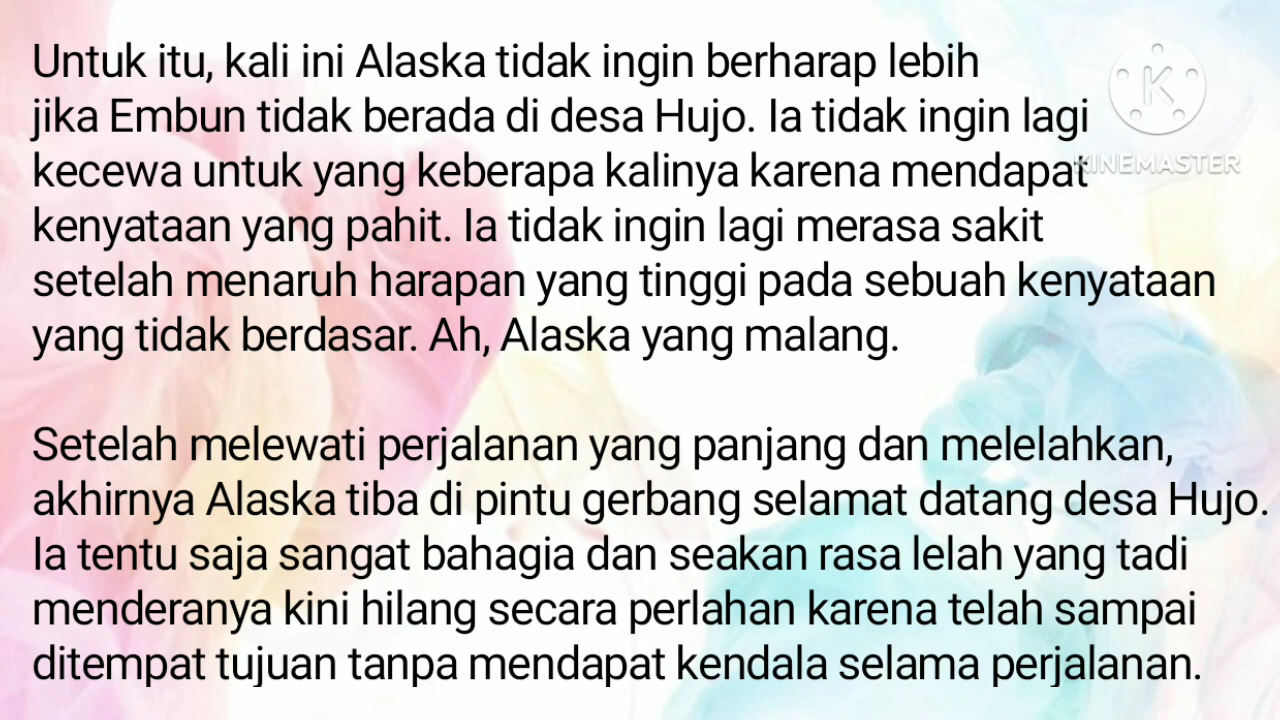 Untuk itu, kali ini Alaska tidak ingin berharap lebih
jika Embun tidak berada di desa Hujo. Ia tidak ingin lagi
kecewa untuk yang keberapa kalinya karena mendapat
kenyataan yang pahit. Ia tidak ingin lagi merasa sakit
setelah menaruh harapan yang tinggi pada sebuah kenyataan
yang tidak berdasar. Ah, Alaska yang malang.
Setelah melewati perjalanan yang panjang dan melelahkan,
akhirnya Alaska tiba di pintu gerbang selamat datang desa Hujo.
Ia tentu saja sangat bahagia dan seakan rasa lelah yang tadi
menderanya kini hilang secara perlahan karena telah sampai
ditempat tujuan tanpa mendapat kendala selama perjalanan.
K
KINEMASTER